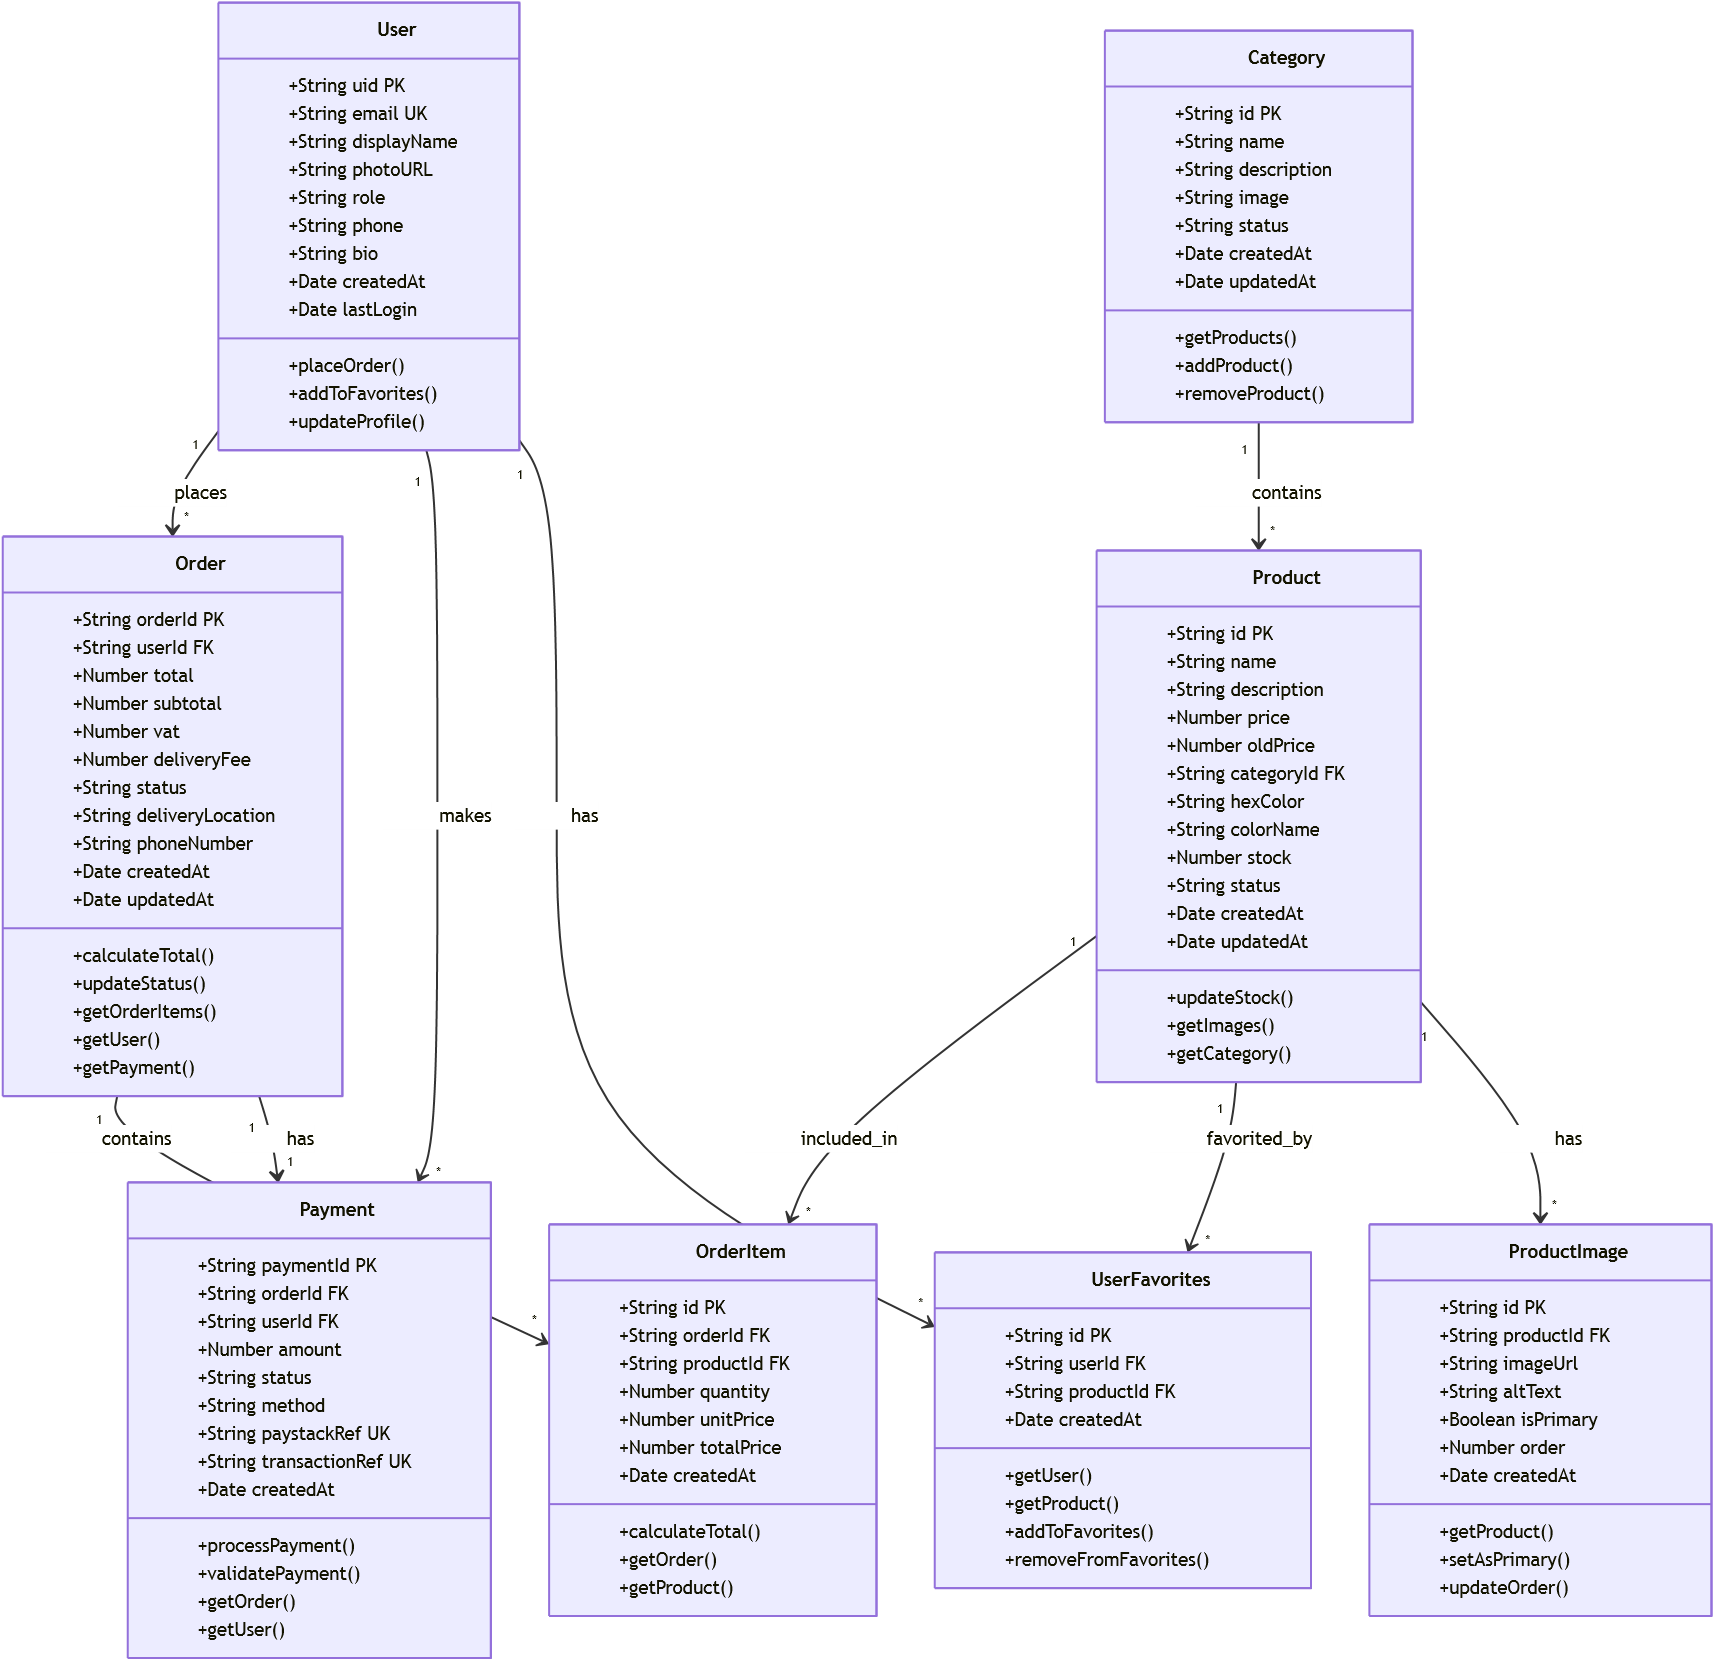 User
+String uid PK
+String email UK
+String displayName
+String photoURL
+String role
+String phone
+String bio
+Date createdAt
+Date lastLogin
+placeOrder()
+addToFavorites()
+updateProfile()
Category
+String id PK
+String name
+String description
+String image
+String status
+Date createdAt
+Date updatedAt
+getProducts()
+addProduct()
+removeProduct()
1
places
*
1
makes
*
1
has
*
1
contains
*
Order
+String orderId PK
+String userId FK
+Number total
+Number subtotal
+Number vat
+Number deliveryFee
+String status
+String deliveryLocation
+String phoneNumber
+Date createdAt
+Date updatedAt
+calculateTotal()
+updateStatus()
+getOrderItems()
+getUser()
+getPayment()
Product
+String id PK
+String name
+String description
+Number price
+Number oldPrice
+String categoryId FK
+String hexColor
+String colorName
+Number stock
+String status
+Date createdAt
+Date updatedAt
+updateStock()
+getImages()
+getCategory()
1
contains
*
1
has
1
1
included_in
*
1
favorited_by
*
1
has
*
Payment
+String paymentId PK
+String orderId FK
+String userId FK
+Number amount
+String status
+String method
+String paystackRef UK
+String transactionRef UK
+Date createdAt
+processPayment()
+validatePayment()
+getOrder()
+getUser()
OrderItem
+String id PK
+String orderId FK
+String productId FK
+Number quantity
+Number unitPrice
+Number totalPrice
+Date createdAt
+calculateTotal()
+getOrder()
+getProduct()
UserFavorites
+String id PK
+String userId FK
+String productId FK
+Date createdAt
+getUser()
+getProduct()
+addToFavorites()
+removeFromFavorites()
ProductImage
+String id PK
+String productId FK
+String imageUrl
+String altText
+Boolean isPrimary
+Number order
+Date createdAt
+getProduct()
+setAsPrimary()
+updateOrder()